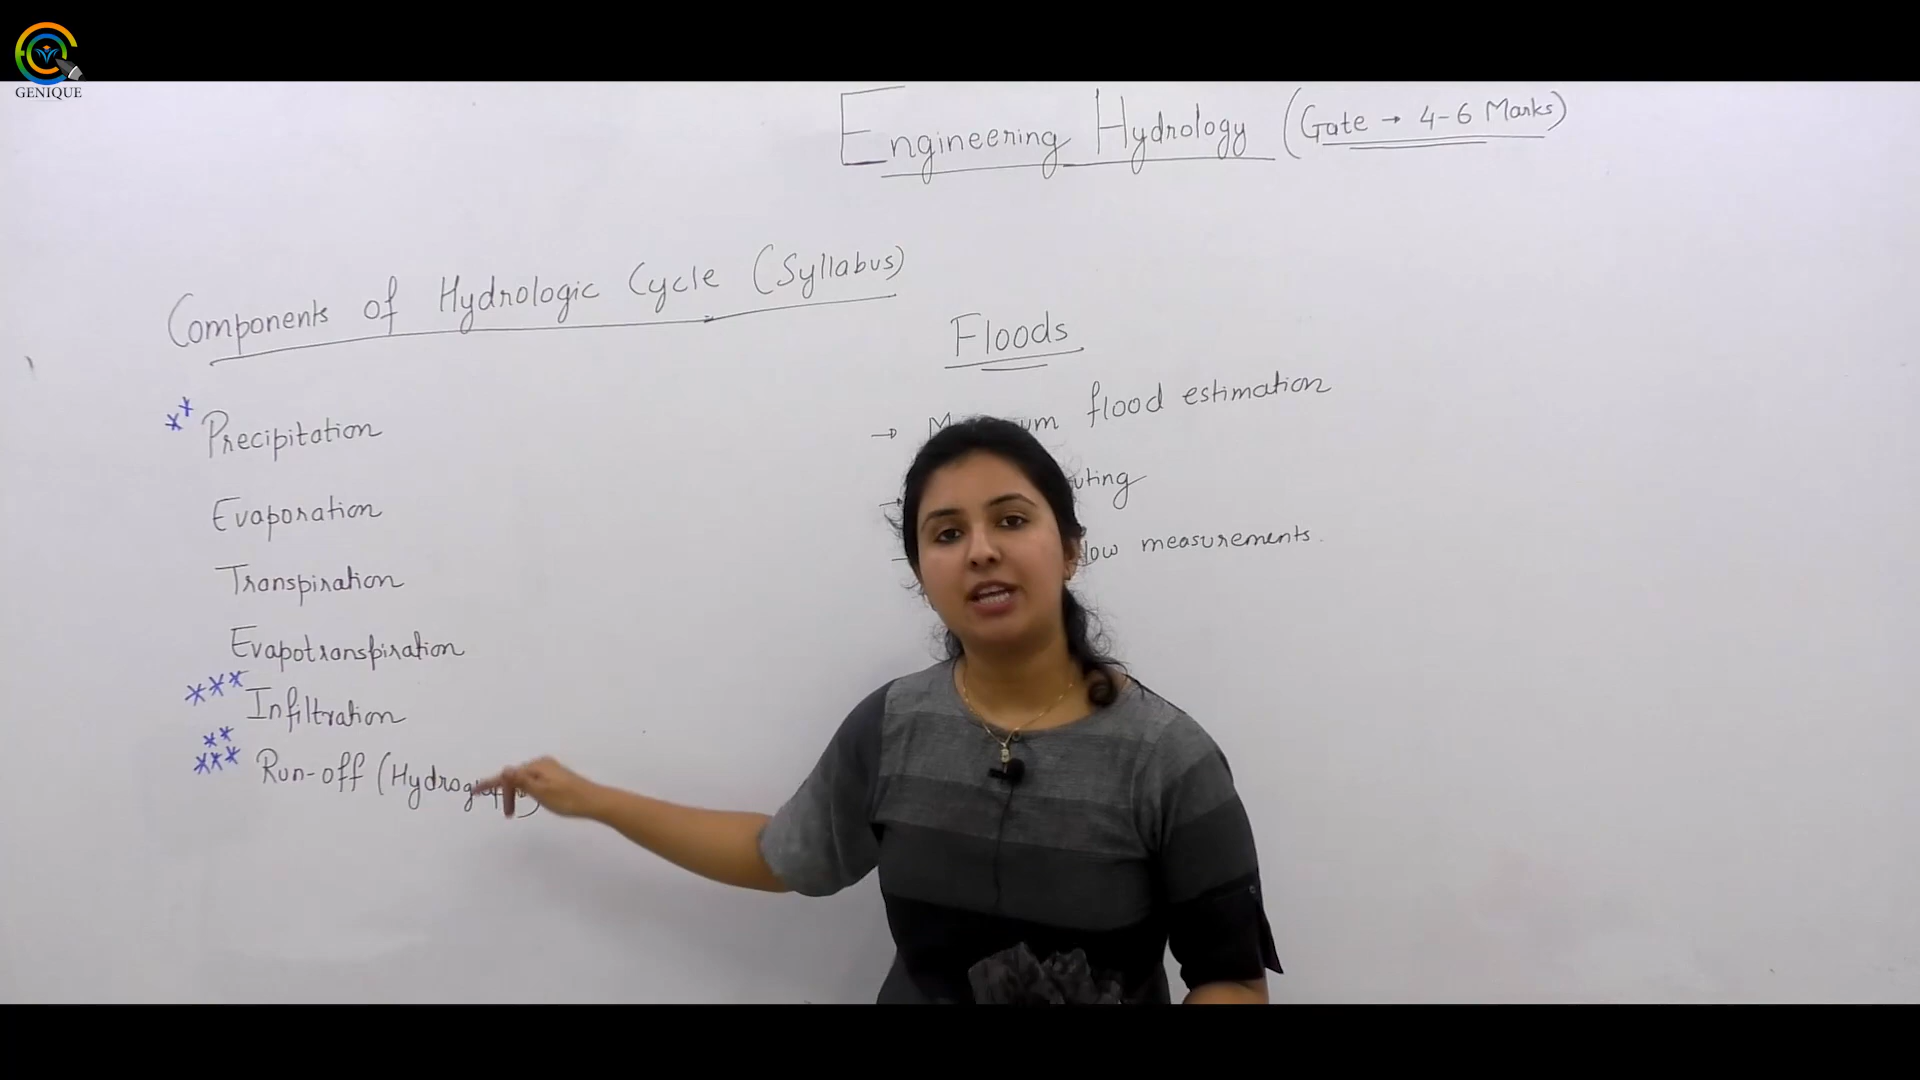 GENIQUE
Engineering Hydrology (Gate → 4-6 Marks)
Components of Hydrologic Cycle (Syllabus)
** Precipitation
Evaporation
Transpiration
Evapotranspiration
*** Infiltration
**
*** Run-off (
Floods
→ flood estimation
→
measurements.